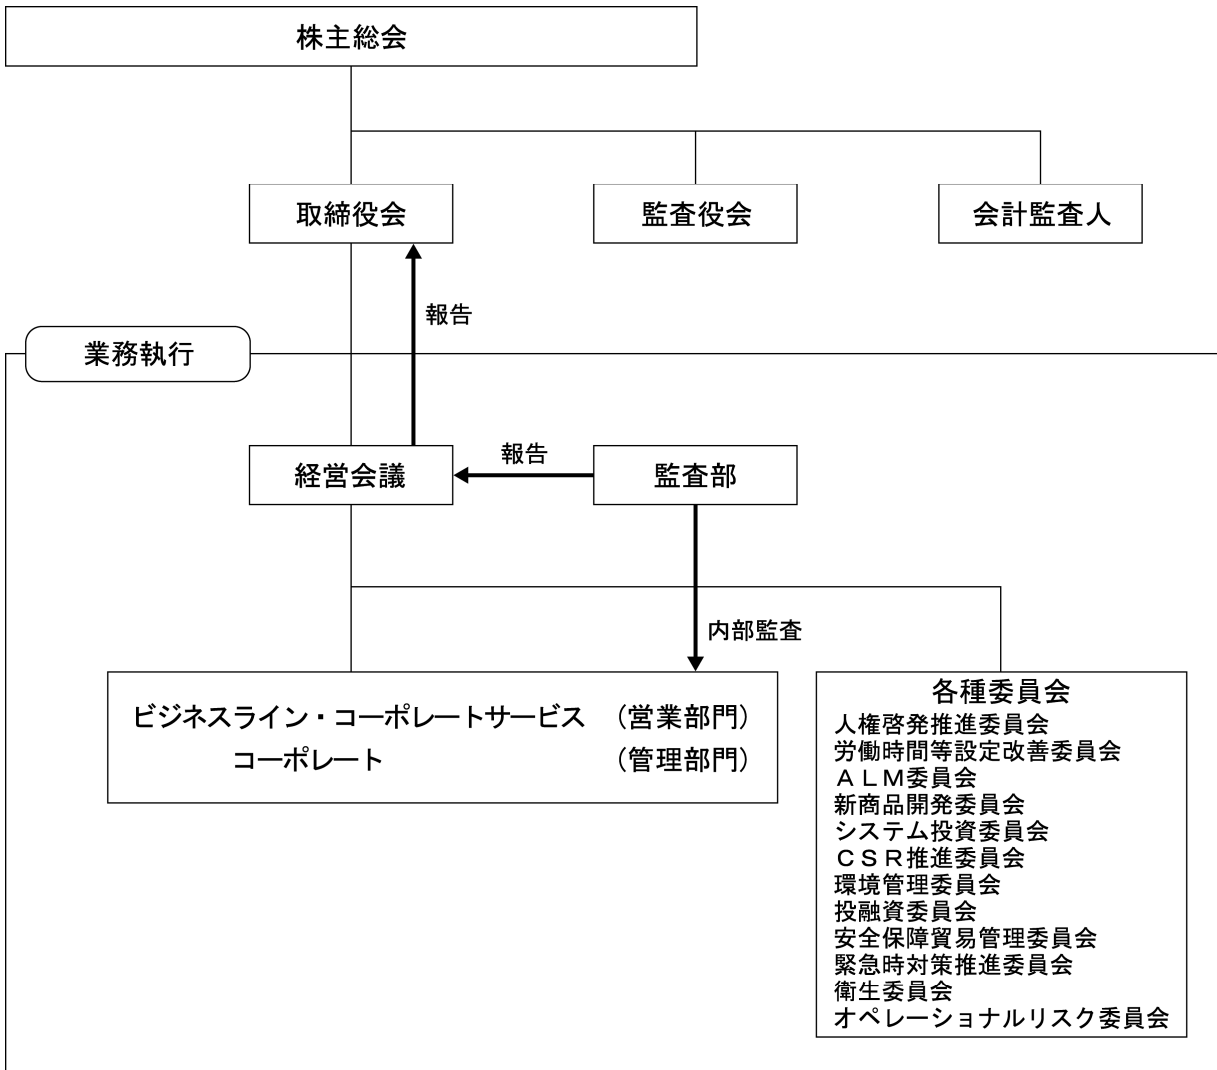 株主総会
取締役会
監査役会
会計監査人
報告
業務執行
経営会議
報告
監査部
内部監査
ビジネスライン・コーポレートサービス （営業部門）
コーポレート （管理部門）
各種委員会
人権啓発推進委員会
労働時間等設定改善委員会
ＡＬＭ委員会
新商品開発委員会
システム投資委員会
ＣＳＲ推進委員会
環境管理委員会
投融資委員会
安全保障貿易管理委員会
緊急時対策推進委員会
衛生委員会
オペレーショナルリスク委員会